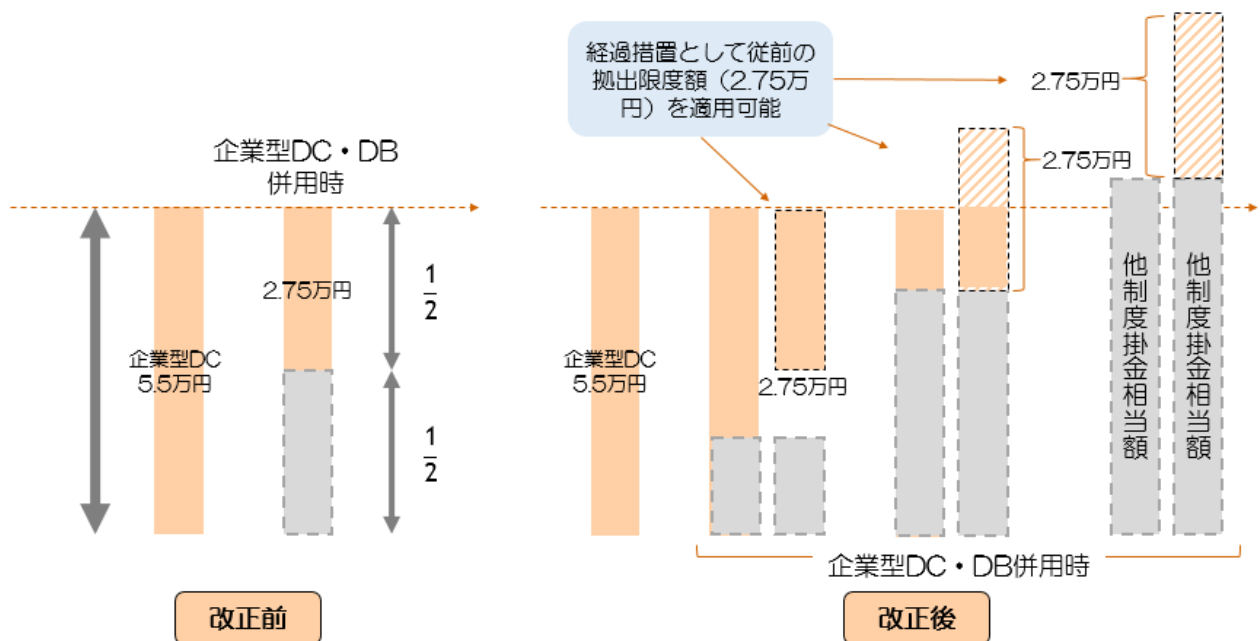 企業型DC・DB
併用時
2.75万円
1
2
企業型DC
5.5万円
1
2
改正前
経過措置として従前の
拠出限度額（2.75万
円）を適用可能
2.75万円
2.75万円
企業型DC
5.5万円
2.75万円
他制度掛金相当額
他制度掛金相当額
企業型DC・DB併用時
改正後